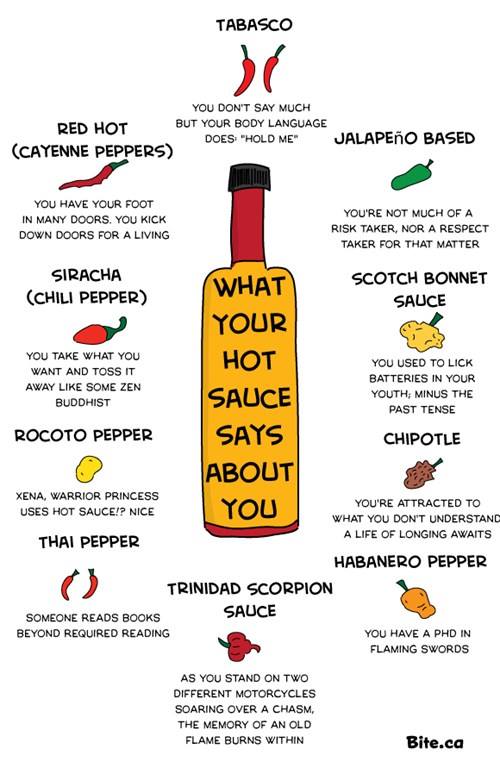 TABASCO
YOU DON'T SAY MUCH
BUT YOUR BODY LANGUAGE
DOES: "HOLD ME"
RED HOT
(CAYENNE PEPPERS)
YOU HAVE YOUR FOOT
IN MANY DOORS. YOU KICK
DOWN DOORS FOR A LIVING
JALAPEñO BASED
YOU'RE NOT MUCH OF A
RISK TAKER, NOR A RESPECT
TAKER FOR THAT MATTER
SIRACHA
(CHILI PEPPER)
YOU TAKE WHAT YOU
WANT AND TOSS IT
AWAY LIKE SOME ZEN
BUDDHIST
WHAT
YOUR
HOT
SAUCE
SAYS
ABOUT
YOU
SCOTCH BONNET
SAUCE
YOU USED TO LICK
BATTERIES IN YOUR
YOUTH; MINUS THE
PAST TENSE
ROCOTO PEPPER
XENA, WARRIOR PRINCESS
USES HOT SAUCE!? NICE
CHIPOTLE
YOU'RE ATTRACTED TO
WHAT YOU DON'T UNDERSTAND
A LIFE OF LONGING AWAITS
THAI PEPPER
SOMEONE READS BOOKS
BEYOND REQUIRED READING
HABANERO PEPPER
YOU HAVE A PHD IN
FLAMING SWORDS
TRINIDAD SCORPION
SAUCE
AS YOU STAND ON TWO
DIFFERENT MOTORCYCLES
SOARING OVER A CHASM,
THE MEMORY OF AN OLD
FLAME BURNS WITHIN
Bite.ca